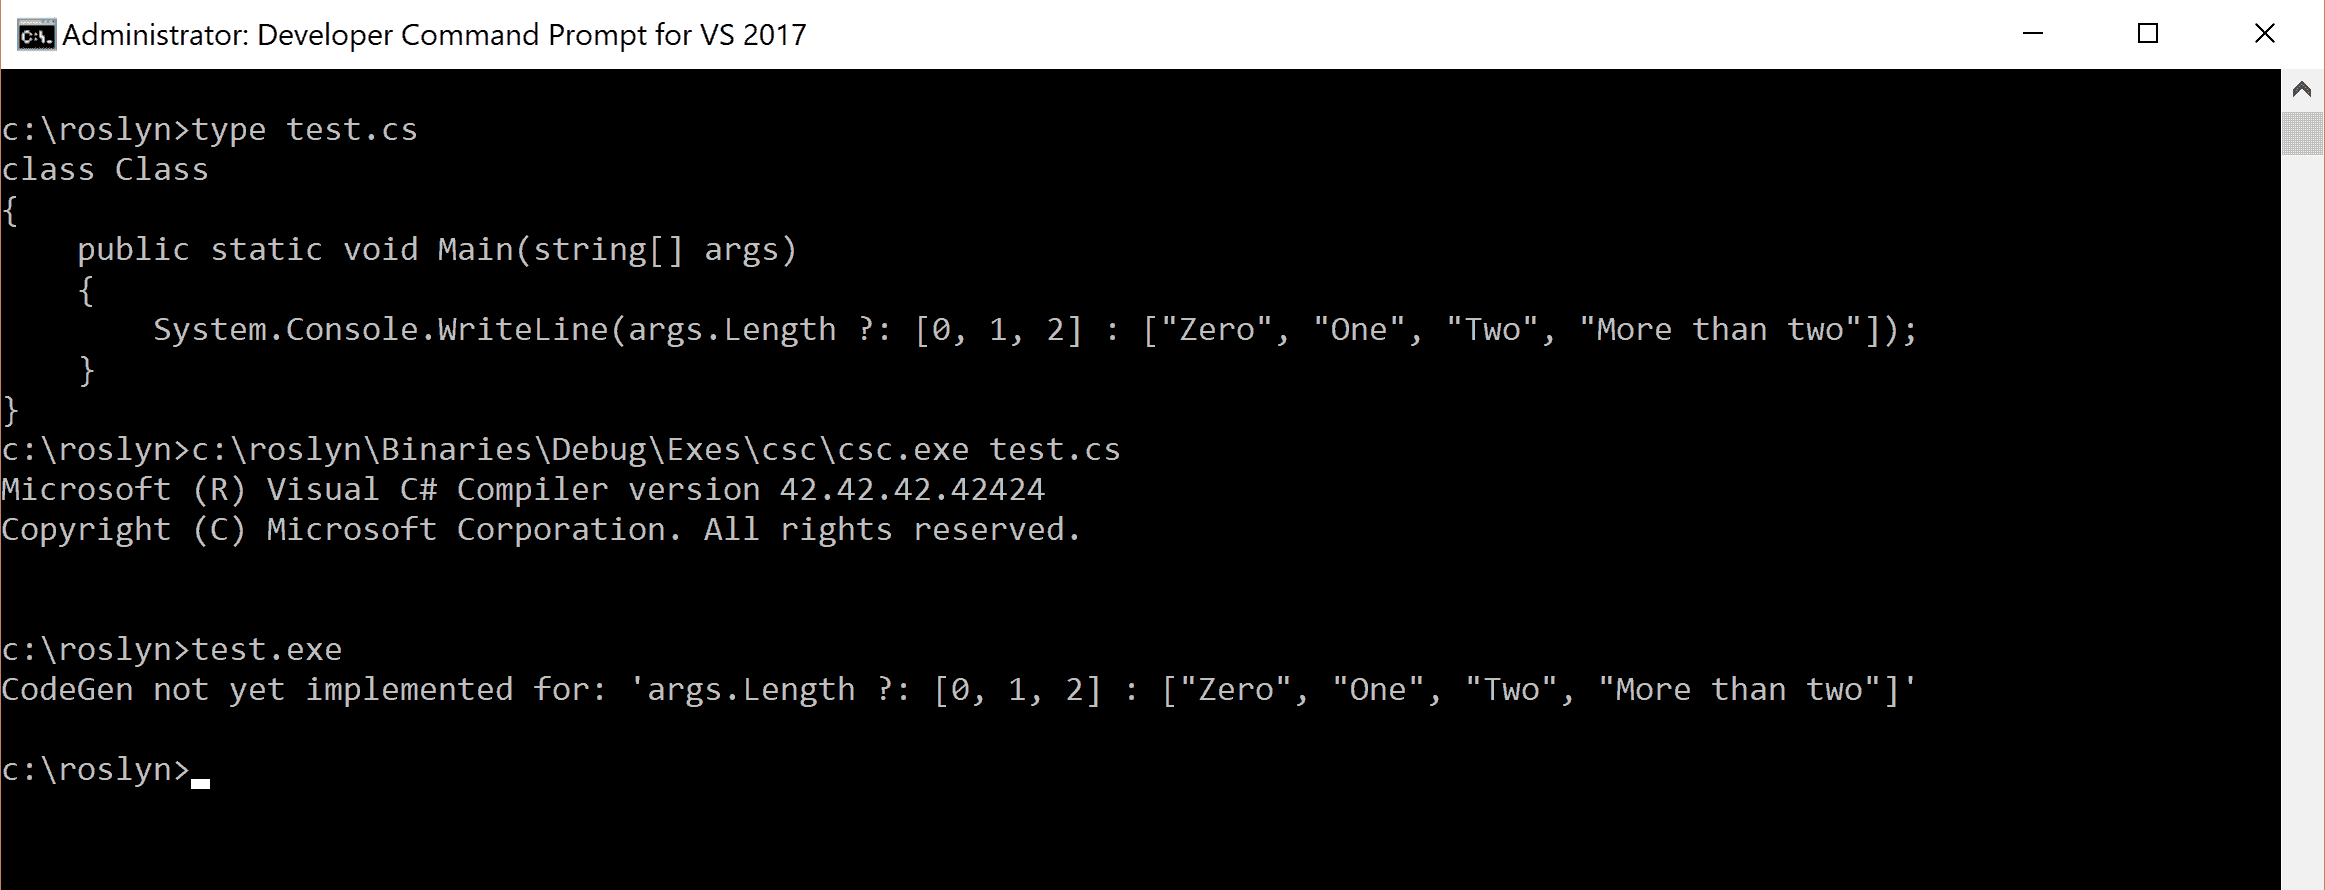 C:\. Administrator: Developer Command Prompt for VS 2017
c:\roslyn>type test.cs
class Class
{
    public static void Main(string[] args)
    {
        System.Console.WriteLine(args.Length ?: [0, 1, 2] : ["Zero", "One", "Two", "More than two"]);
    }
}
c:\roslyn>c:\roslyn\Binaries\Debug\Exes\csc\csc.exe test.cs
Microsoft (R) Visual C# Compiler version 42.42.42.42424
Copyright (C) Microsoft Corporation. All rights reserved.
c:\roslyn>test.exe
CodeGen not yet implemented for: 'args.Length ?: [0, 1, 2] : ["Zero", "One", "Two", "More than two"]'
c:\roslyn>